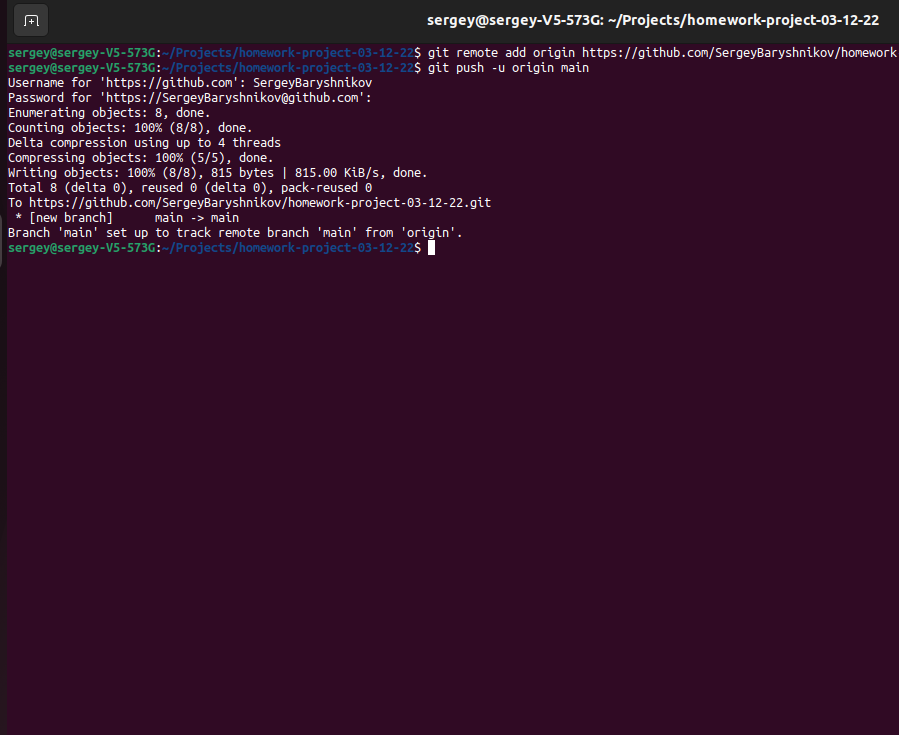 sergey@sergey-V5-573G: ~/Projects/homework-project-03-12-22
sergey@sergey-V5-573G:~/Projects/homework-project-03-12-22$ git remote add origin https://github.com/SergeyBaryshnikov/homework
sergey@sergey-V5-573G:~/Projects/homework-project-03-12-22$ git push -u origin main
Username for 'https://github.com': SergeyBaryshnikov
Password for 'https://SergeyBaryshnikov@github.com':
Enumerating objects: 8, done.
Counting objects: 100% (8/8), done.
Delta compression using up to 4 threads
Compressing objects: 100% (5/5), done.
Writing objects: 100% (8/8), 815 bytes | 815.00 KiB/s, done.
Total 8 (delta 0), reused 0 (delta 0), pack-reused 0
To https://github.com/SergeyBaryshnikov/homework-project-03-12-22.git
 * [new branch]      main -> main
Branch 'main' set up to track remote branch 'main' from 'origin'.
sergey@sergey-V5-573G:~/Projects/homework-project-03-12-22$